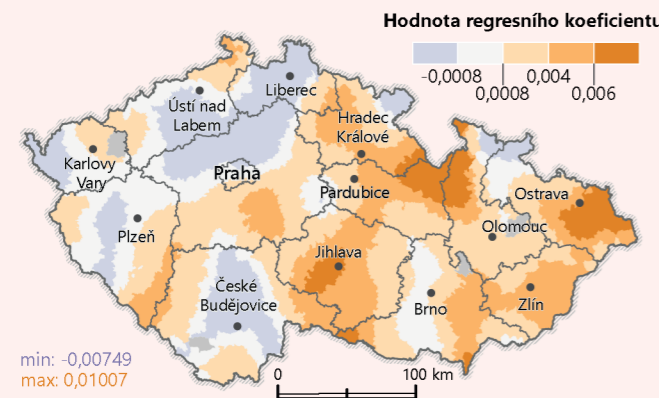 Hodnota regresního koeficientu
-0,0008
0,004
0,0008
0,006
Liberec
Ústí nad
Labem
Hradec
Králové
Karlovy
Vary
Praha
Pardubice
Ostrava
Plzeň
Olomouc
Jihlava
České
Budějovice
Brno
Zlín
min: -0,00749
max: 0,01007
0
100 km